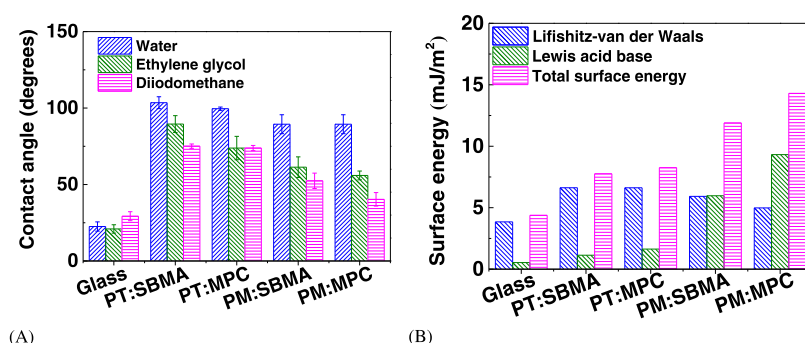 150
100
50
0
Contact angle (degrees)
Water
Ethylene glycol
Diiodomethane
Glass
PT:SBMA
PT:MPC
PM:SBMA
PM:MPC
(A)
20
15
10
5
0
Surface energy (mJ/m²)
Lifishitz-van der Waals
Lewis acid base
Total surface energy
Glass
PT:SBMA
PT:MPC
PM:SBMA
PM:MPC
(B)